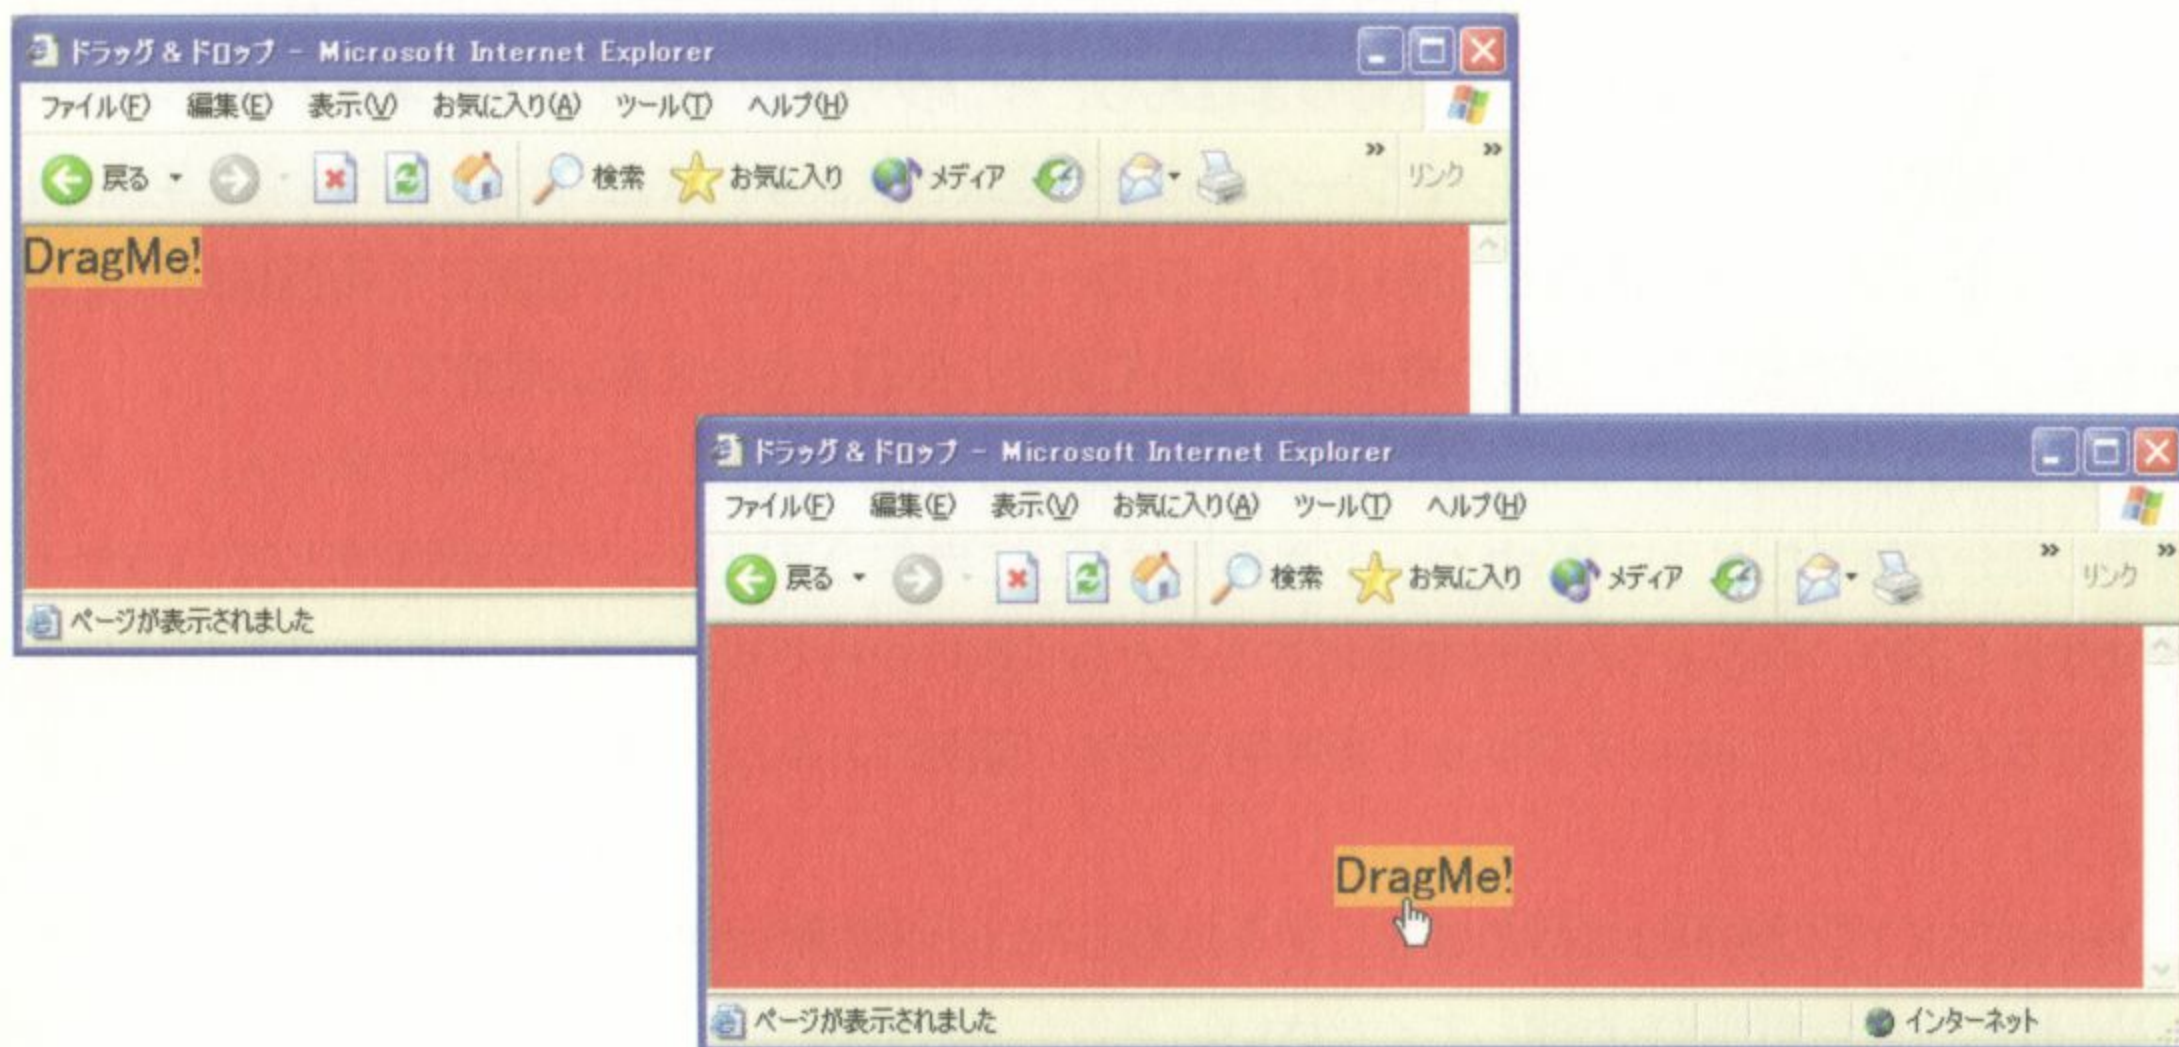 ドラッグ & ドロップ - Microsoft Internet Explorer
ファイル(F) 編集(E) 表示(V) お気に入り(A) ツール(T) ヘルプ(H)
戻る 検索 お気に入り メディア » リンク »
DragMe!
ページが表示されました
ドラッグ & ドロップ - Microsoft Internet Explorer
ファイル(F) 編集(E) 表示(V) お気に入り(A) ツール(T) ヘルプ(H)
戻る 検索 お気に入り メディア » リンク »
DragMe!
ページが表示されました インターネット